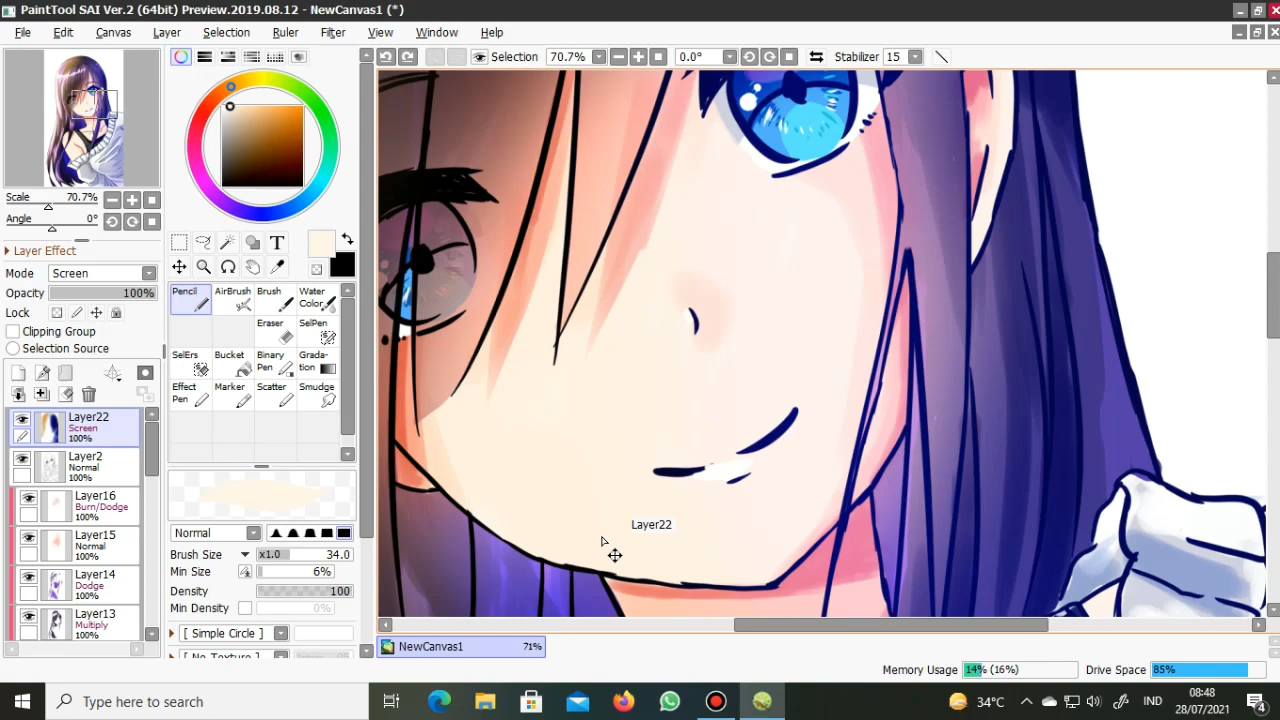 PaintTool SAI Ver.2 (64bit) Preview.2019.08.12 - NewCanvas1 (*)
File Edit Canvas Layer Selection Ruler Filter View Window Help
Selection 70.7% 0.0° Stabilizer 15
Scale 70.7%
Angle 0°
Layer Effect
Mode Screen
Opacity 100%
Lock
Clipping Group
Selection Source
Layer22
Screen
100%
Layer2
Normal
100%
Layer16
Burn/Dodge
100%
Layer15
Normal
100%
Layer14
Dodge
100%
Layer13
Multiply
100%
T
Pencil AirBrush Brush Water Color
Eraser SelPen
SelErs Bucket Binary Pen Gradation
Effect Pen Marker Scatter Smudge
Normal
Brush Size x1.0 34.0
Min Size 6%
Density 100
Min Density 0%
[ Simple Circle ]
[ No Texture ]
Layer22
NewCanvas1 71%
Memory Usage 14% (16%) Drive Space 85%
Type here to search
34°C
IND
08:48
28/07/2021
4